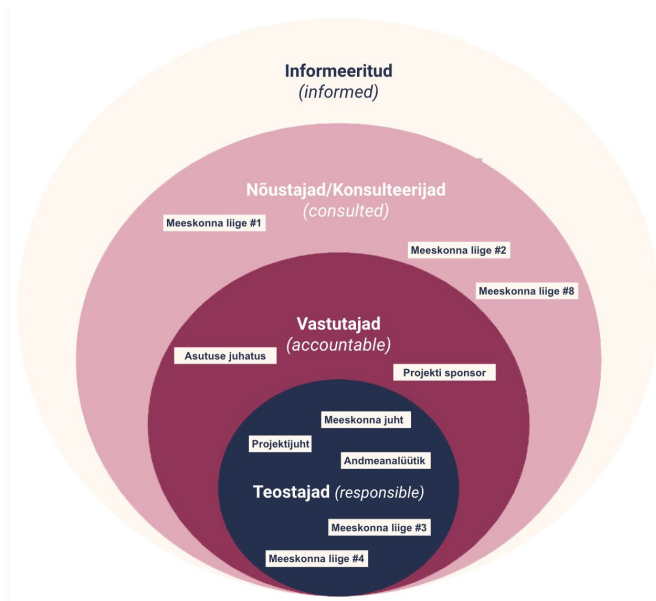 Informeeritud
(informed)
Nõustajad/Konsulteerijad
(consulted)
Meeskonna liige #1
Meeskonna liige #2
Meeskonna liige #8
Vastutajad
(accountable)
Asutuse juhatus
Projekti sponsor
Meeskonna juht
Projektijuht
Andmeanalüütik
Teostajad (responsible)
Meeskonna liige #3
Meeskonna liige #4